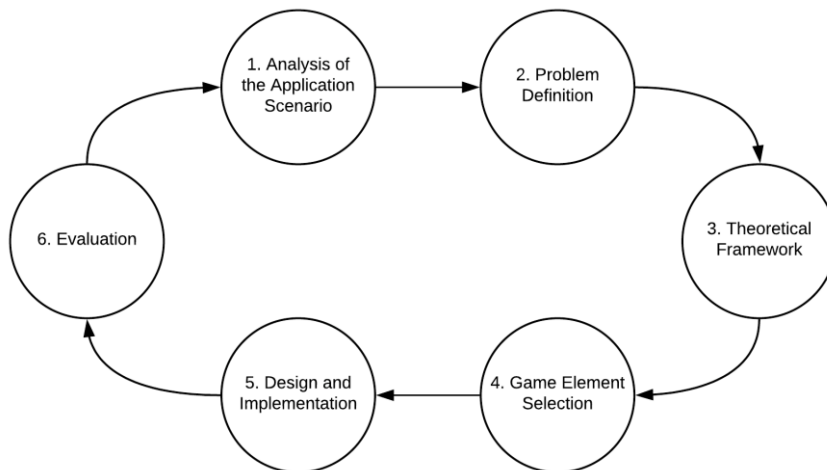 1. Analysis of
the Application
Scenario
2. Problem
Definition
3. Theoretical
Framework
4. Game Element
Selection
5. Design and
Implementation
6. Evaluation